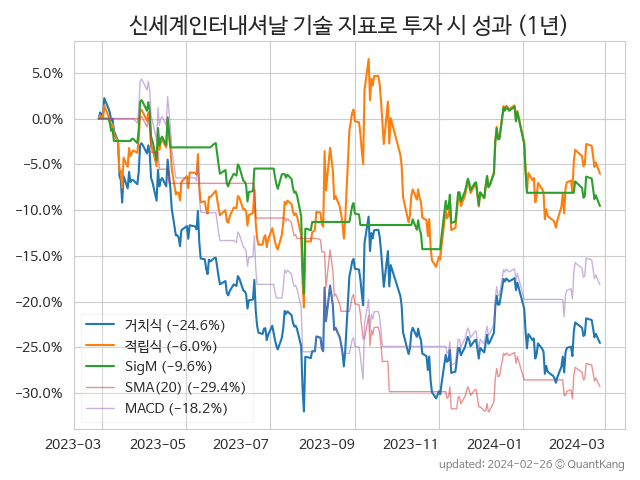 신세계인터내셔날 기술 지표로 투자 시 성과 (1년)
5.0%
0.0%
−5.0%
−10.0%
−15.0%
−20.0%
−25.0%
−30.0%
거치식 (−24.6%)
적립식 (−6.0%)
SigM (−9.6%)
SMA(20) (−29.4%)
MACD (−18.2%)
2023-03 2023-05 2023-07 2023-09 2023-11 2024-01 2024-03
updated: 2024-02-26 © QuantKang